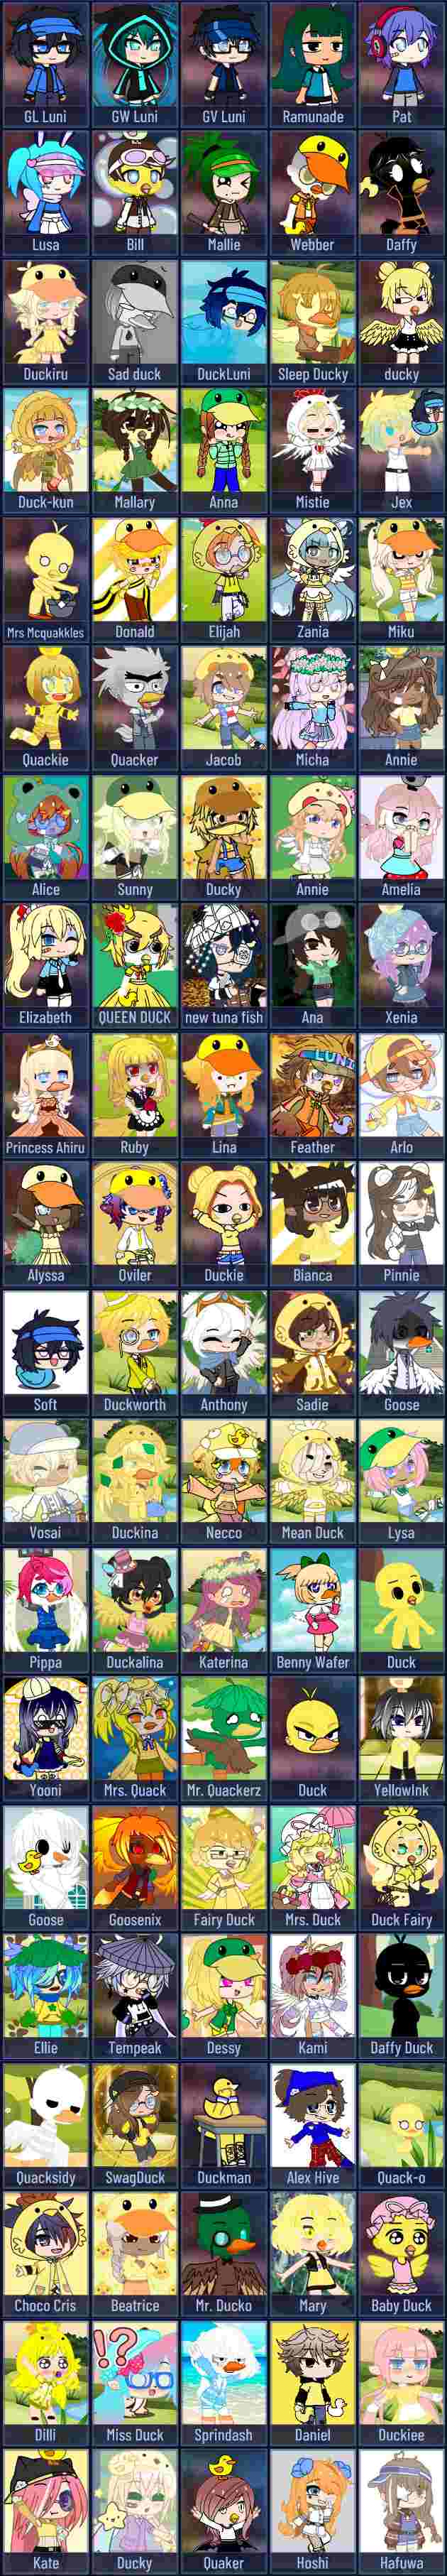 GL Luni
GW Luni
GV Luni
Ramunade
Pat
Lusa
Bill
Mallie
Webber
Daffy
Duckiru
Sad duck
DuckLuni
Sleep Ducky
ducky
Duck-kun
Mallary
Anna
Mistie
Jex
Mrs Mcquakkles
Donald
Elijah
Zania
Miku
Quackie
Quacker
Jacob
Micha
Annie
Alice
Sunny
Ducky
Annie
Amelia
Elizabeth
QUEEN DUCK
new tuna fish
Ana
Xenia
Princess Ahiru
Ruby
Lina
LUNI
Feather
Arlo
Alyssa
Oviler
Duckie
Bianca
Pinnie
Soft
Duckworth
Anthony
Sadie
Goose
Vosai
Duckina
Necco
Mean Duck
Lysa
Pippa
Duckalina
Katerina
Benny Wafer
Duck
Yooni
Mrs. Quack
Mr. Quackerz
Duck
YellowInk
Goose
Goosenix
Fairy Duck
Mrs. Duck
Duck Fairy
Ellie
Tempeak
Dessy
Kami
Daffy Duck
Quacksidy
SwagDuck
Duckman
Alex Hive
Quack-o
Choco Cris
Beatrice
Mr. Ducko
Mary
Baby Duck
Dilli
!?
Miss Duck
Sprindash
Daniel
Duckiee
Kate
Ducky
Quaker
Hoshi
Hafuwa